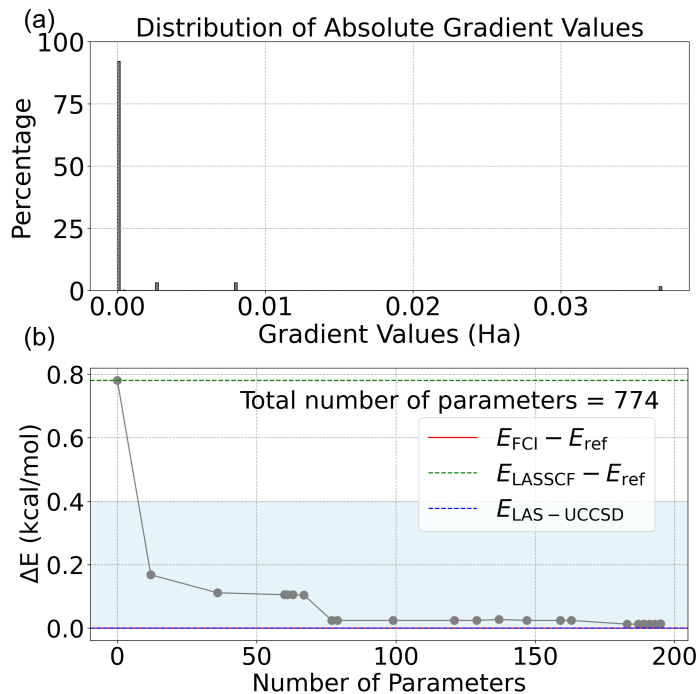 (a)
Distribution of Absolute Gradient Values
100
75
50
25
0
Percentage
0.00 0.01 0.02 0.03
Gradient Values (Ha)
(b)
0.8
0.6
0.4
0.2
0.0
ΔE (kcal/mol)
Total number of parameters = 774
E_FCI − E_ref
E_LASSCF − E_ref
E_LAS−UCCSD
0 50 100 150 200
Number of Parameters